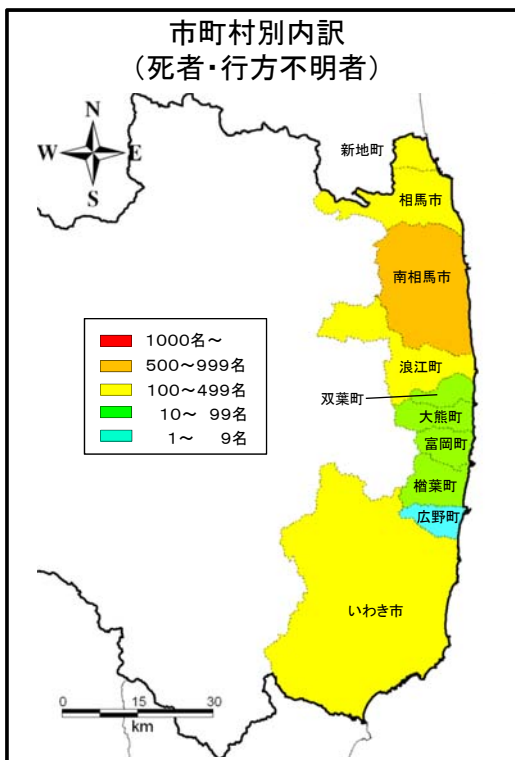 市町村別内訳
（死者・行方不明者）
N
W E
S
新地町
相馬市
南相馬市
1000名～
500～999名
100～499名
10～ 99名
1～ 9名
浪江町
双葉町
大熊町
富岡町
楢葉町
広野町
いわき市
0 15 30
km